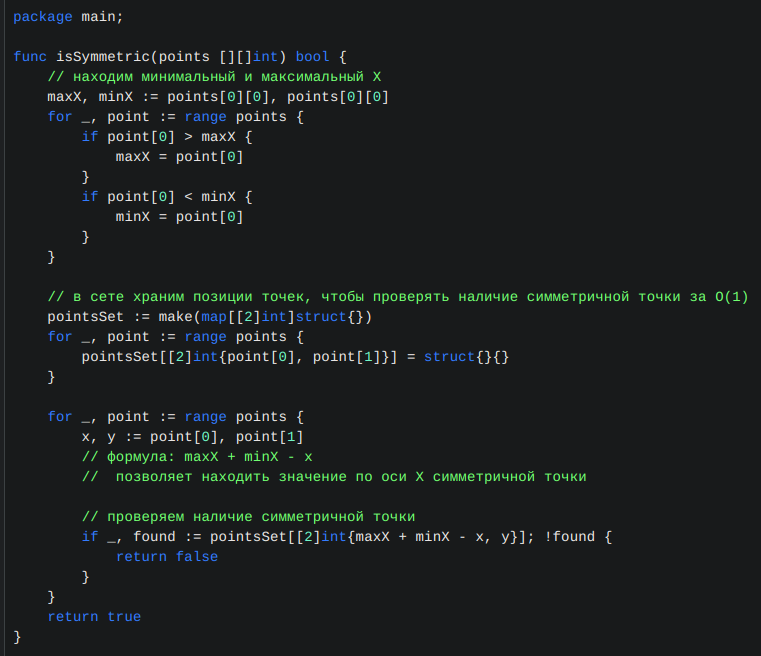 package main;

func isSymmetric(points [][]int) bool {
    // находим минимальный и максимальный X
    maxX, minX := points[0][0], points[0][0]
    for _, point := range points {
        if point[0] > maxX {
            maxX = point[0]
        }
        if point[0] < minX {
            minX = point[0]
        }
    }

    // в сете храним позиции точек, чтобы проверять наличие симметричной точки за O(1)
    pointsSet := make(map[[2]int]struct{})
    for _, point := range points {
        pointsSet[[2]int{point[0], point[1]}] = struct{}{}
    }

    for _, point := range points {
        x, y := point[0], point[1]
        // формула: maxX + minX - x
        //  позволяет находить значение по оси X симметричной точки

        // проверяем наличие симметричной точки
        if _, found := pointsSet[[2]int{maxX + minX - x, y}]; !found {
            return false
        }
    }
    return true
}